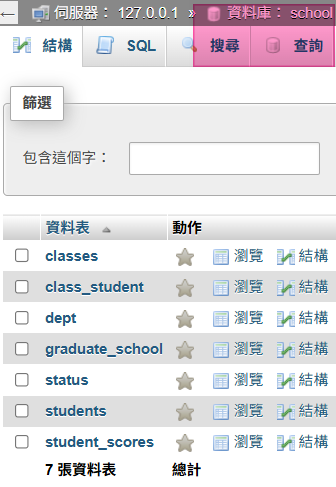 ← 伺服器： 127.0.0.1 » 資料庫： school
結構 SQL 搜尋 查詢
篩選
包含這個字：
資料表 動作
classes 瀏覽 結構
class_student 瀏覽 結構
dept 瀏覽 結構
graduate_school 瀏覽 結構
status 瀏覽 結構
students 瀏覽 結構
student_scores 瀏覽 結構
7 張資料表 總計